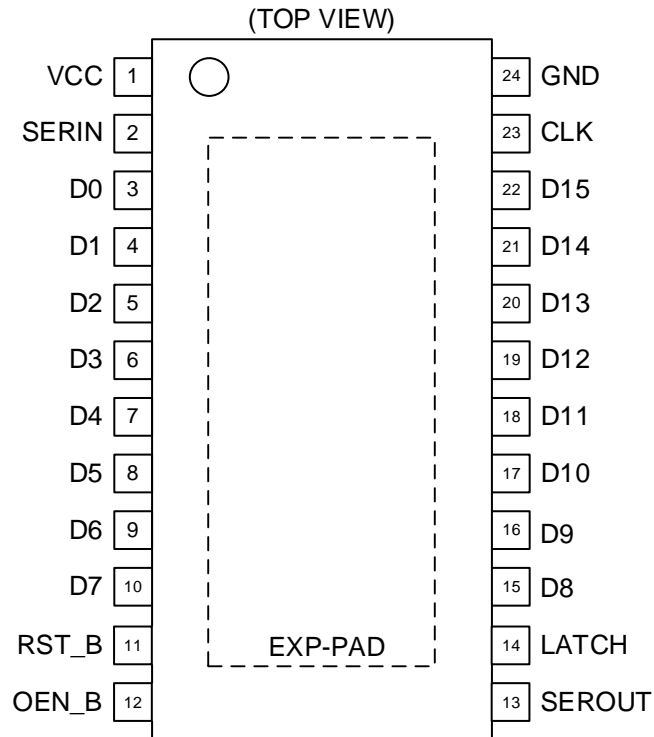 (TOP VIEW)
VCC 1 24 GND
SERIN 2 23 CLK
D0 3 22 D15
D1 4 21 D14
D2 5 20 D13
D3 6 19 D12
D4 7 18 D11
D5 8 17 D10
D6 9 16 D9
D7 10 15 D8
RST_B 11 EXP-PAD 14 LATCH
OEN_B 12 13 SEROUT